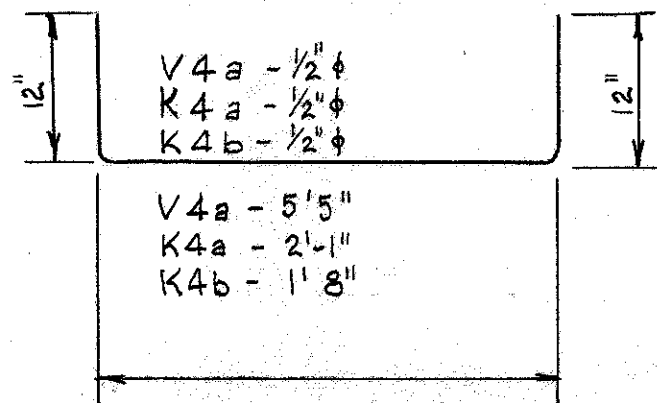 12"
V4a - 1/2" ϕ
K4a - 1/2" ϕ
K4b - 1/2" ϕ
12"
V4a - 5'5"
K4a - 2'-1"
K4b - 1' 8"